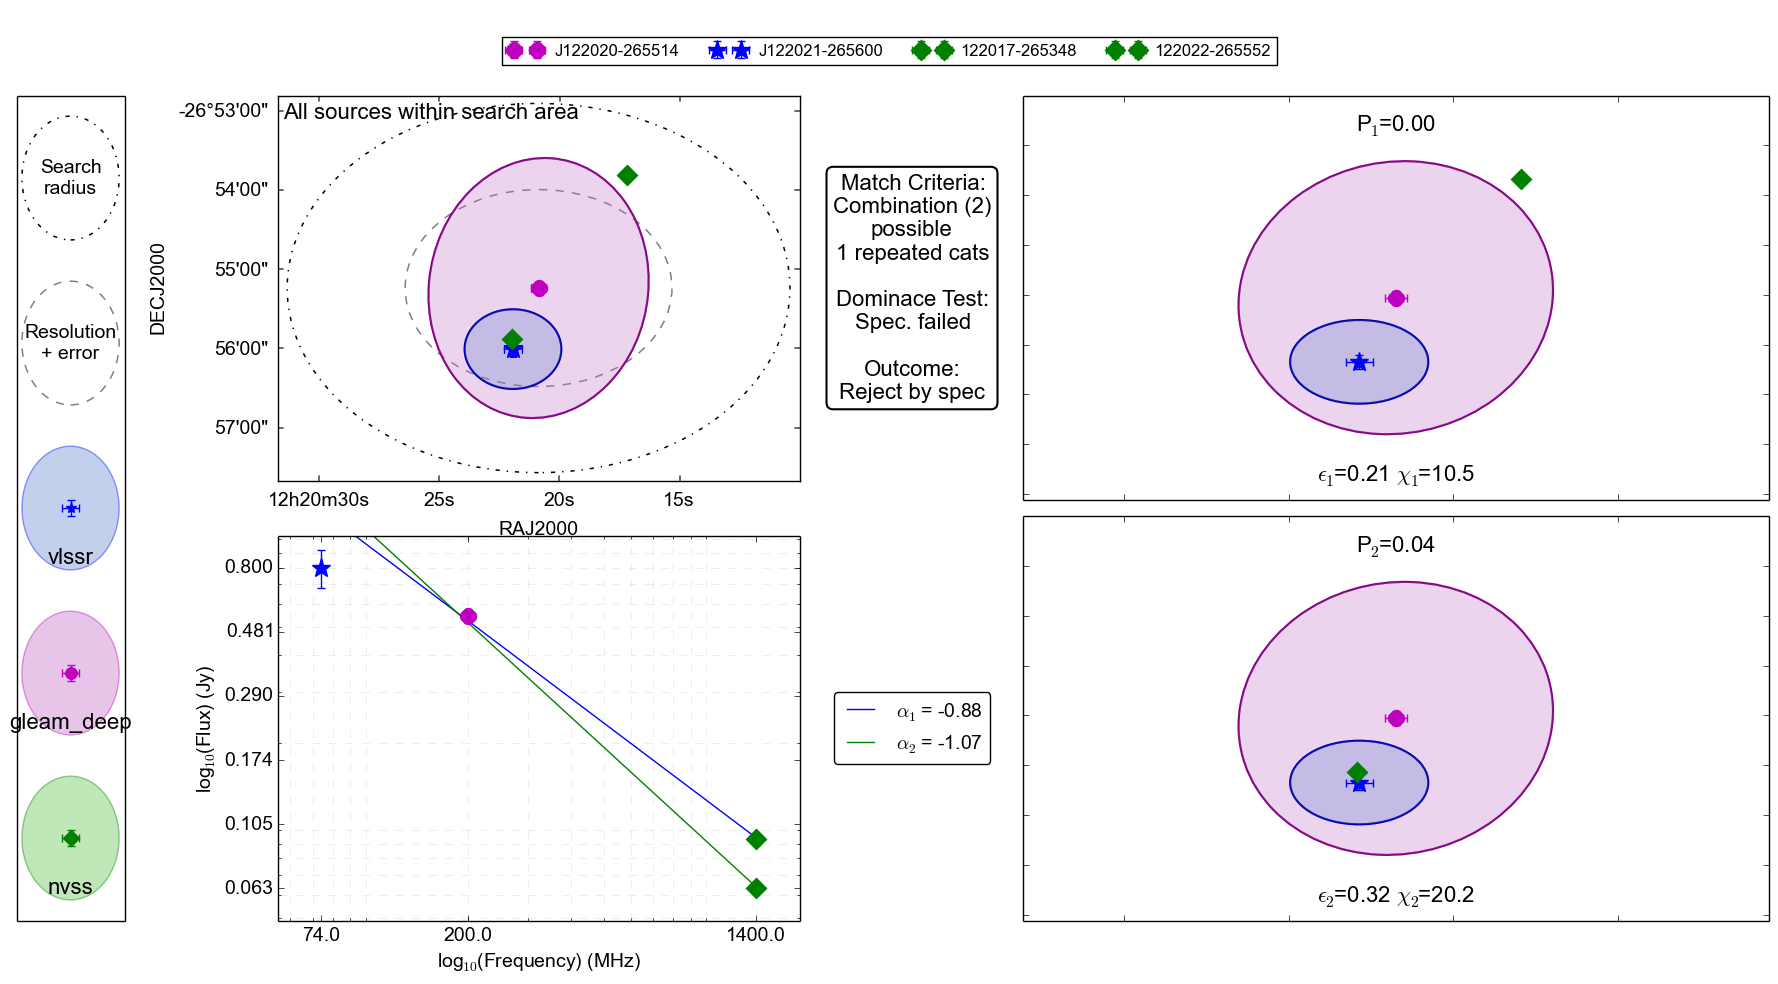 J122020-265514
J122021-265600
122017-265348
122022-265552
Search
radius
Resolution
+ error
vlssr
gleam_deep
nvss
All sources within search area
DECJ2000
-26°53'00"
54'00"
55'00"
56'00"
57'00"
12h20m30s
25s
20s
15s
RAJ2000
Match Criteria:
Combination (2)
possible
1 repeated cats
Dominace Test:
Spec. failed
Outcome:
Reject by spec
P₁=0.00
ϵ₁=0.21 χ₁=10.5
log₁₀(Flux) (Jy)
0.800
0.481
0.290
0.174
0.105
0.063
74.0
200.0
1400.0
log₁₀(Frequency) (MHz)
α₁ = -0.88
α₂ = -1.07
P₂=0.04
ϵ₂=0.32 χ₂=20.2